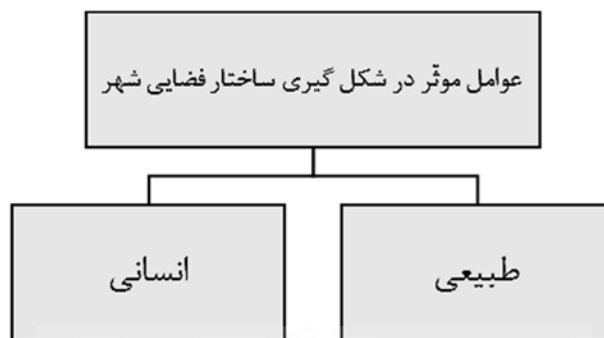 عوامل موثّر در شکل گیری ساختار فضایی شهر
طبیعی
انسانی